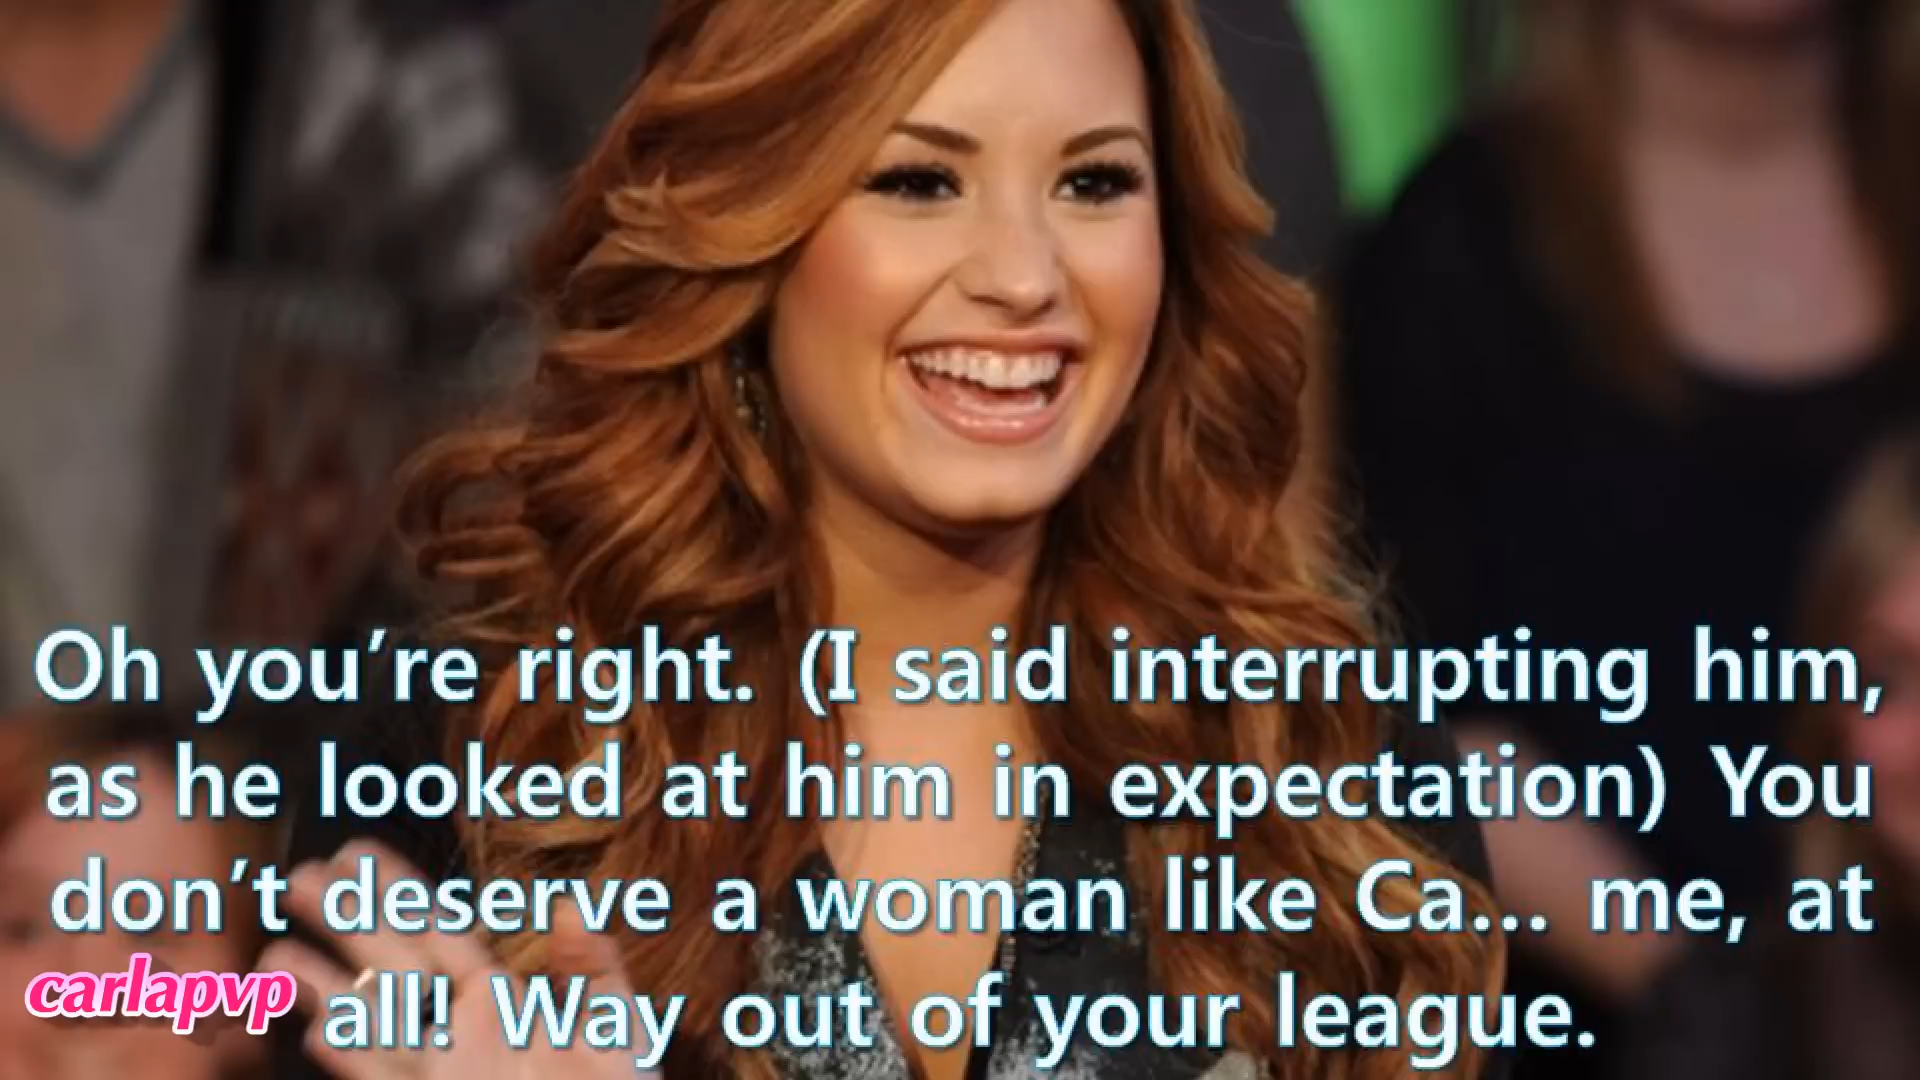 Oh you’re right. (I said interrupting him,
as he looked at him in expectation) You
don’t deserve a woman like Ca... me, at
all! Way out of your league.
carlapvp